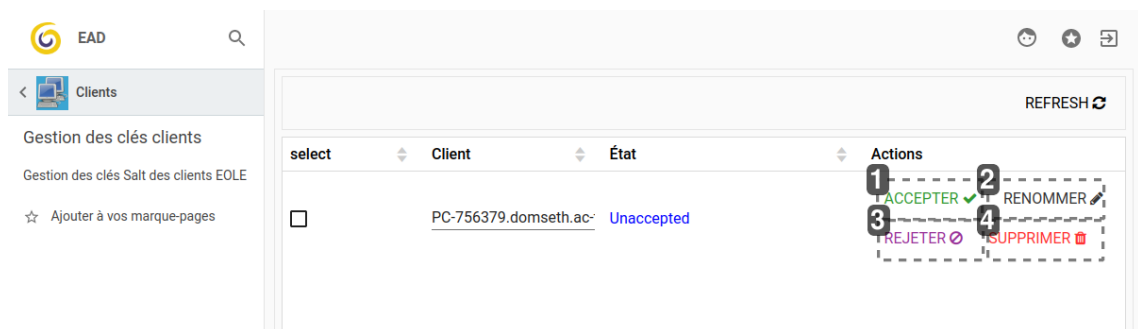 EAD
Clients
REFRESH
Gestion des clés clients
Gestion des clés Salt des clients EOLE
Ajouter à vos marque-pages
select Client État Actions
1 ACCEPTER 2 RENOMMER
PC-756379.domseth.ac- Unaccepted
3 REJETER 4 SUPPRIMER